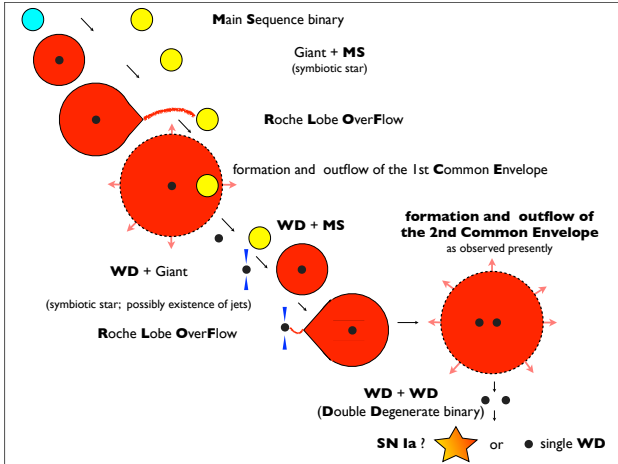 Main Sequence binary
Giant + MS
(symbiotic star)
Roche Lobe OverFlow
formation and outflow of the 1st Common Envelope
WD + MS
formation and outflow of
the 2nd Common Envelope
as observed presently
WD + Giant
(symbiotic star; possibly existence of jets)
Roche Lobe OverFlow
WD + WD
(Double Degenerate binary)
SN Ia ? or single WD